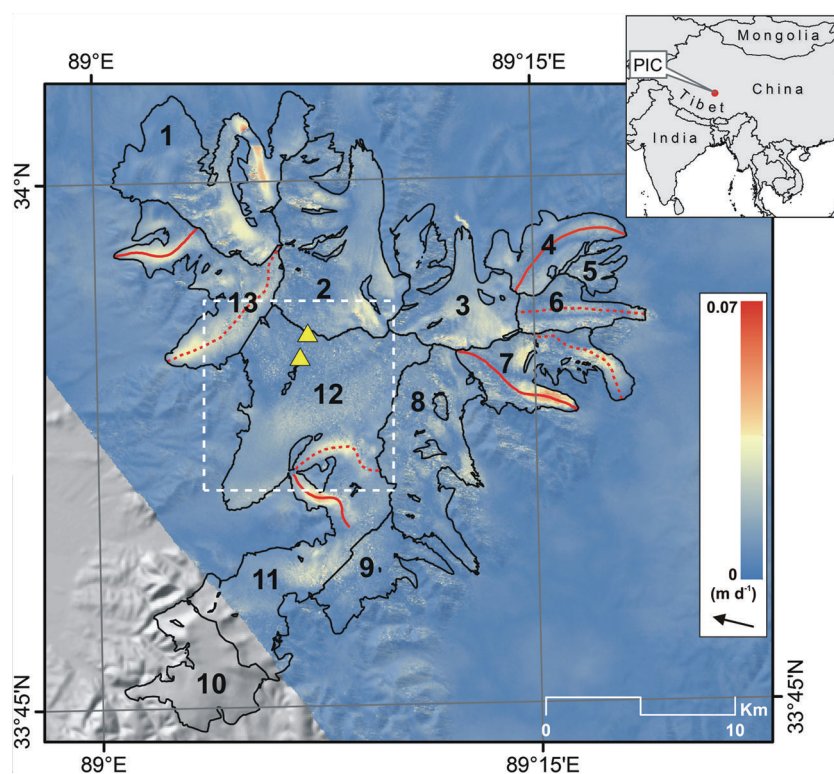 89°E
89°15'E
Mongolia
PIC
China
Tibet
India
1
34°N
4
5
2
13
3
6
0.07
7
12
8
11
9
0
(m d⁻¹)
10
33°45'N
33°45'N
Km
0
10
89°E
89°15'E